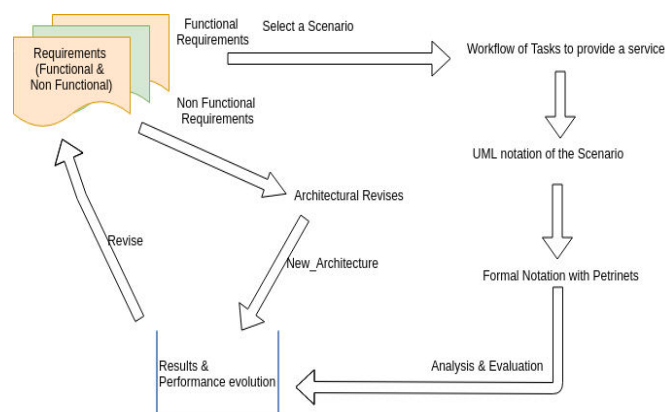 Functional
Requirements
Select a Scenario
Requirements
(Functional &
Non Functional)
Workflow of Tasks to provide a service
Non Functional
Requirements
UML notation of the Scenario
Architectural Revises
Revise
New_Architecture
Formal Notation with Petrinets
Results &
Performance evolution
Analysis & Evaluation